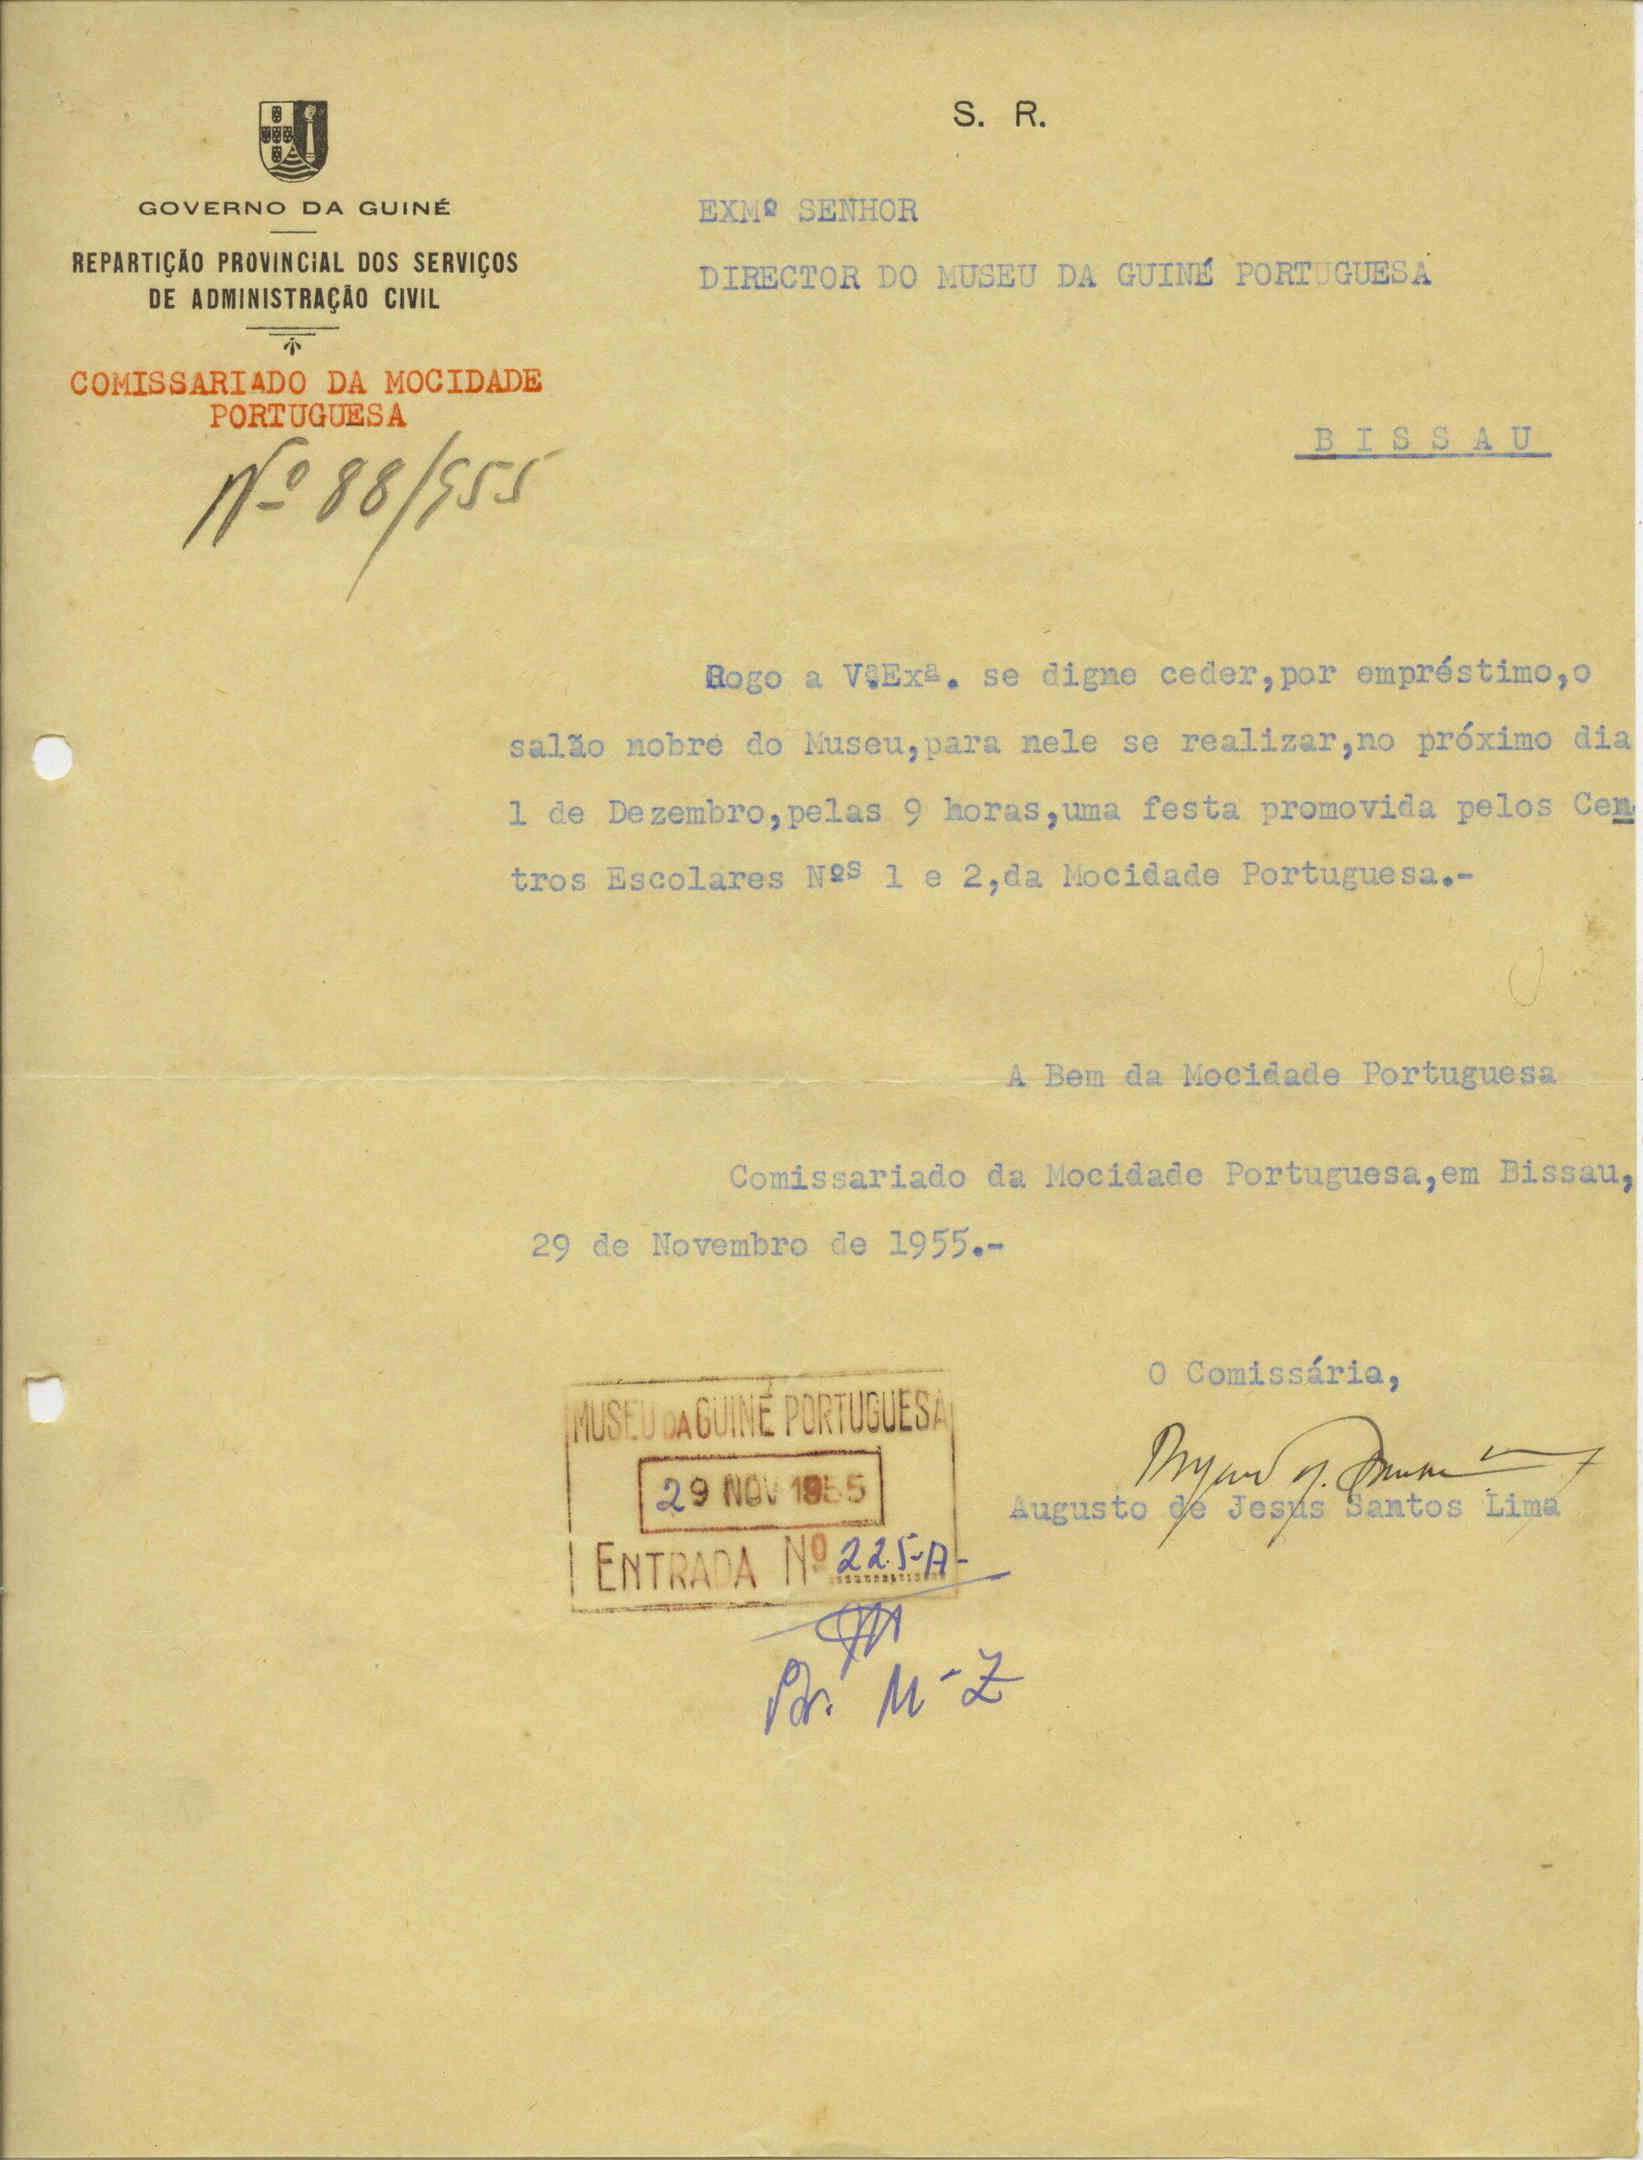 S. R.
GOVERNO DA GUINÉ
REPARTIÇÃO PROVINCIAL DOS SERVIÇOS
DE ADMINISTRAÇÃO CIVIL
COMISSARIADO DA MOCIDADE
PORTUGUESA
Nº 88/955
EXMº SENHOR
DIRECTOR DO MUSEU DA GUINÉ PORTUGUESA
BISSAU
Rogo a Vª.Exª. se digne ceder,por empréstimo,o
salão nobre do Museu,para nele se realizar,no próximo dia
1 de Dezembro,pelas 9 horas,uma festa promovida pelos Cen
tros Escolares Nºs 1 e 2,da Mocidade Portuguesa.-
A Bem da Mocidade Portuguesa
Comissariado da Mocidade Portuguesa,em Bissau,
29 de Novembro de 1955.-
O Comissário,
Augusto de Jesus Santos Lima
MUSEU DA GUINÉ PORTUGUESA
29 NOV 1955
ENTRADA Nº 225-A-
Pr. M-Z